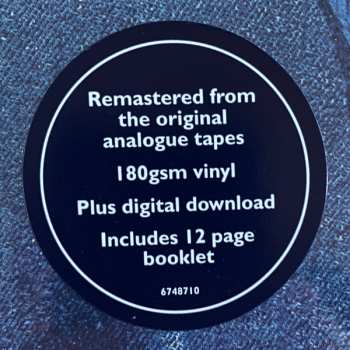 Remastered from
the original
analogue tapes
180gsm vinyl
Plus digital download
Includes 12 page
booklet
6748710